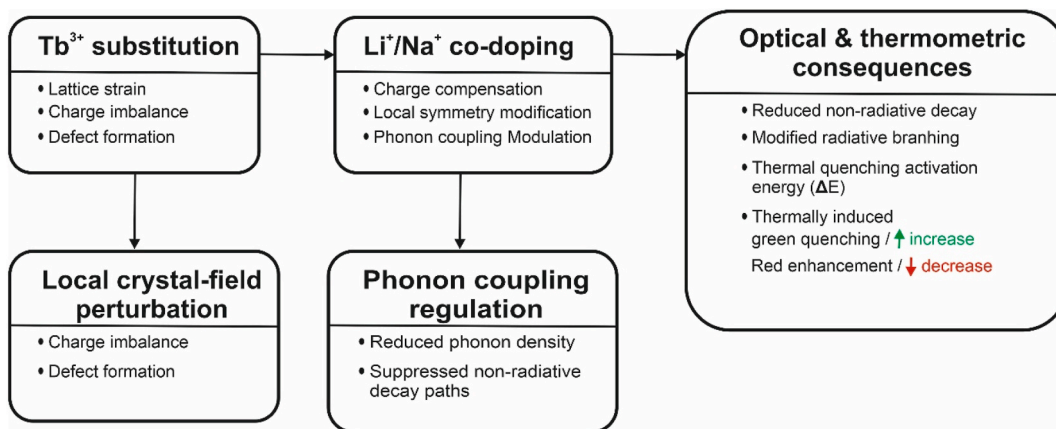 Tb³⁺ substitution
• Lattice strain
• Charge imbalance
• Defect formation
Li⁺/Na⁺ co-doping
• Charge compensation
• Local symmetry modification
• Phonon coupling Modulation
Optical & thermometric
consequences
• Reduced non-radiative decay
• Modified radiative branhing
• Thermal quenching activation
energy (ΔE)
• Thermally induced
green quenching / ↑ increase
Red enhancement / ↓ decrease
Local crystal-field
perturbation
• Charge imbalance
• Defect formation
Phonon coupling
regulation
• Reduced phonon density
• Suppressed non-radiative
decay paths